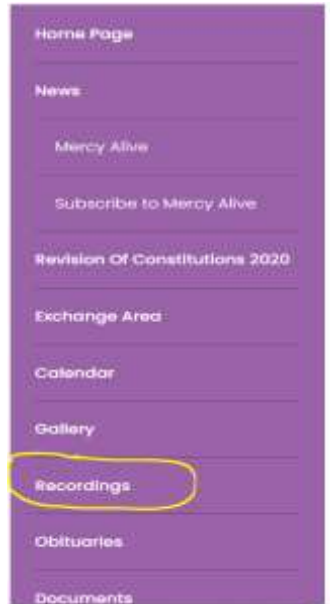 Home Page
News
Mercy Alive
Subscribe to Mercy Alive
Revision Of Constitutions 2020
Exchange Area
Calendar
Gallery
Recordings
Obituaries
Documents